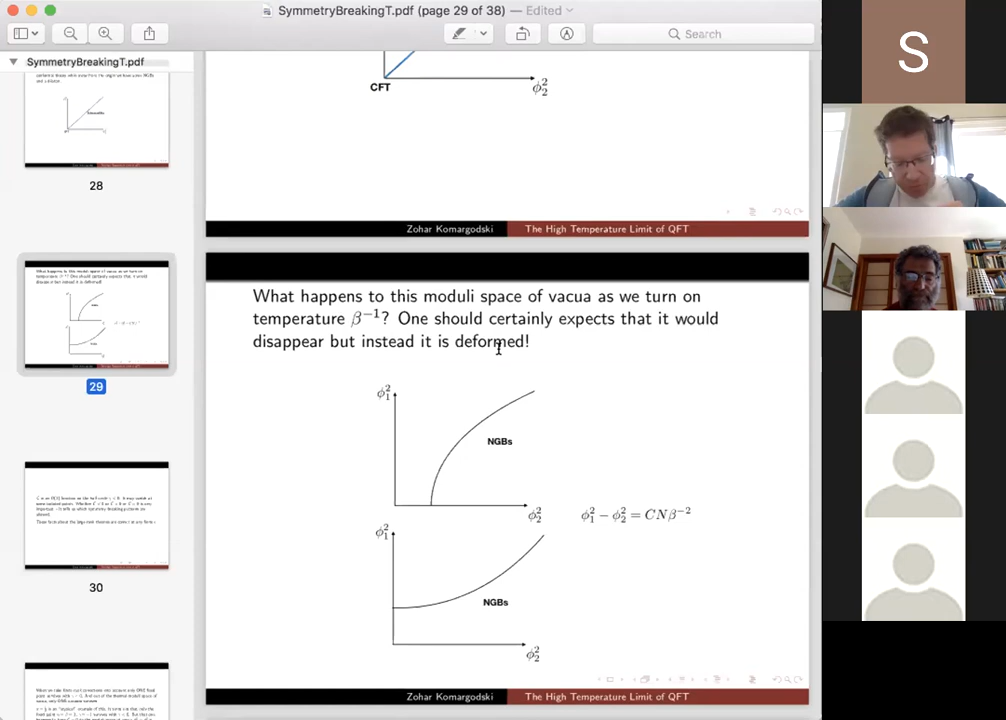 SymmetryBreakingT.pdf (page 29 of 38) — Edited
Search
SymmetryBreakingT.pdf
28
29
30
CFT
ϕ₂²
Zohar Komargodski The High Temperature Limit of QFT
What happens to this moduli space of vacua as we turn on
temperature β⁻¹? One should certainly expects that it would
disappear but instead it is deformed!
ϕ₁²
NGBs
ϕ₂²
ϕ₁² − ϕ₂² = CNβ⁻²
ϕ₁²
NGBs
ϕ₂²
Zohar Komargodski The High Temperature Limit of QFT
S